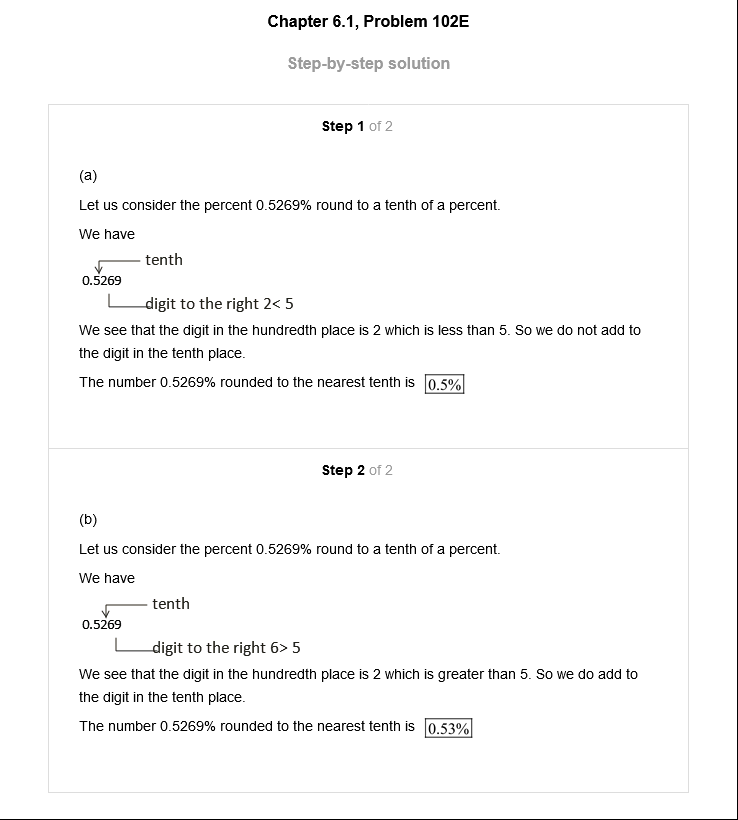 Chapter 6.1, Problem 102E
Step-by-step solution
Step 1 of 2
(a)
Let us consider the percent 0.5269% round to a tenth of a percent.
We have
tenth
0.5269
digit to the right 2< 5
We see that the digit in the hundredth place is 2 which is less than 5. So we do not add to
the digit in the tenth place.
The number 0.5269% rounded to the nearest tenth is 0.5%
Step 2 of 2
(b)
Let us consider the percent 0.5269% round to a tenth of a percent.
We have
tenth
0.5269
digit to the right 6> 5
We see that the digit in the hundredth place is 2 which is greater than 5. So we do add to
the digit in the tenth place.
The number 0.5269% rounded to the nearest tenth is 0.53%